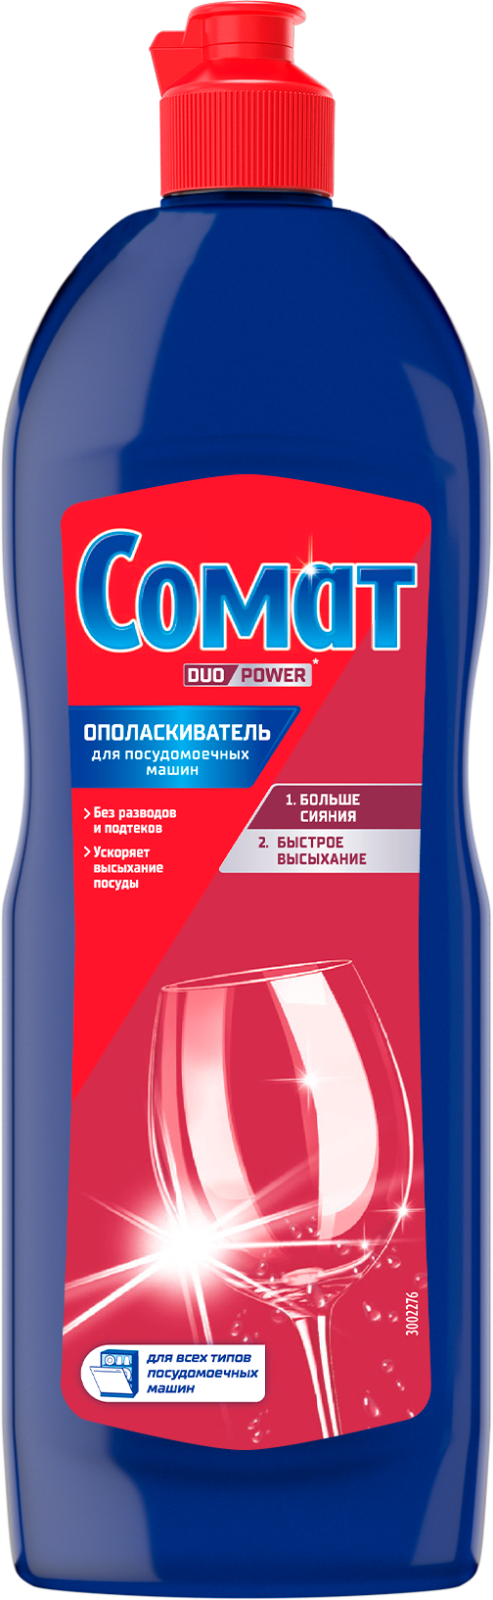 Сомат
DUO POWER*
ОПОЛАСКИВАТЕЛЬ
для посудомоечных
машин
Без разводов
и подтеков
Ускоряет
высыхание
посуды
1. БОЛЬШЕ
СИЯНИЯ
2. БЫСТРОЕ
ВЫСЫХАНИЕ
3002276
для всех типов
посудомоечных
машин